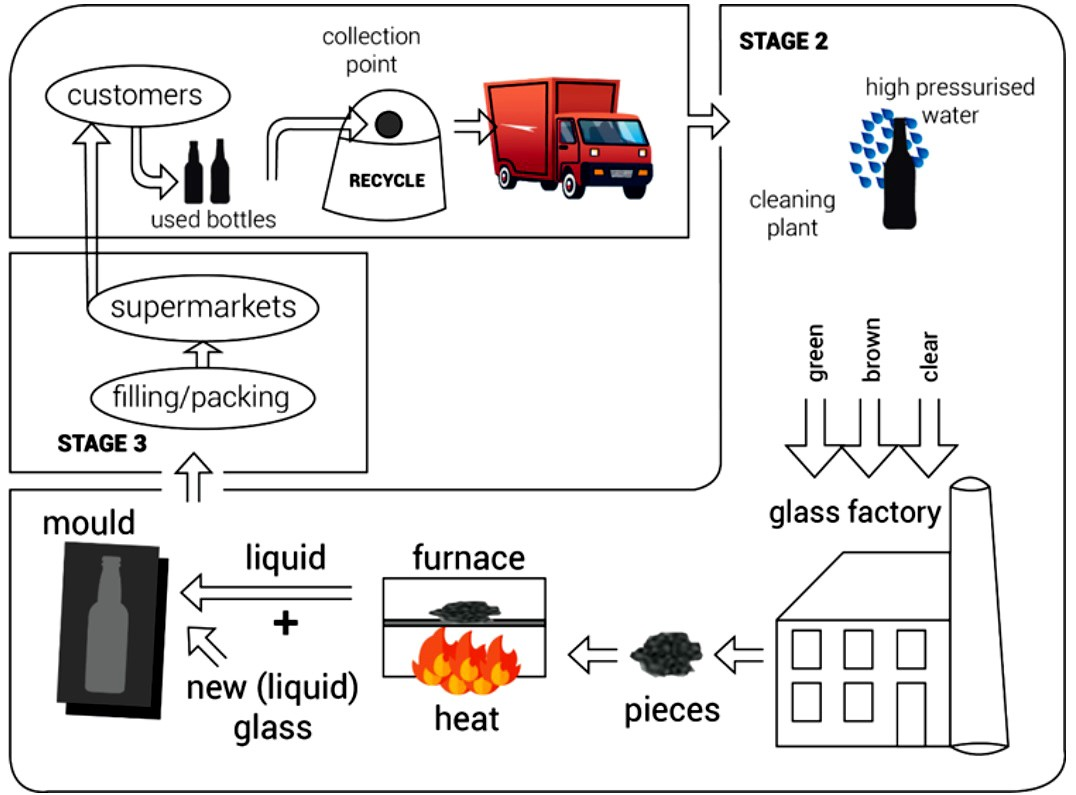 customers
used bottles
collection
point
RECYCLE
STAGE 2
high pressurised
water
cleaning
plant
green
brown
clear
glass factory
pieces
furnace
heat
liquid
+
new (liquid)
glass
mould
STAGE 3
filling/packing
supermarkets